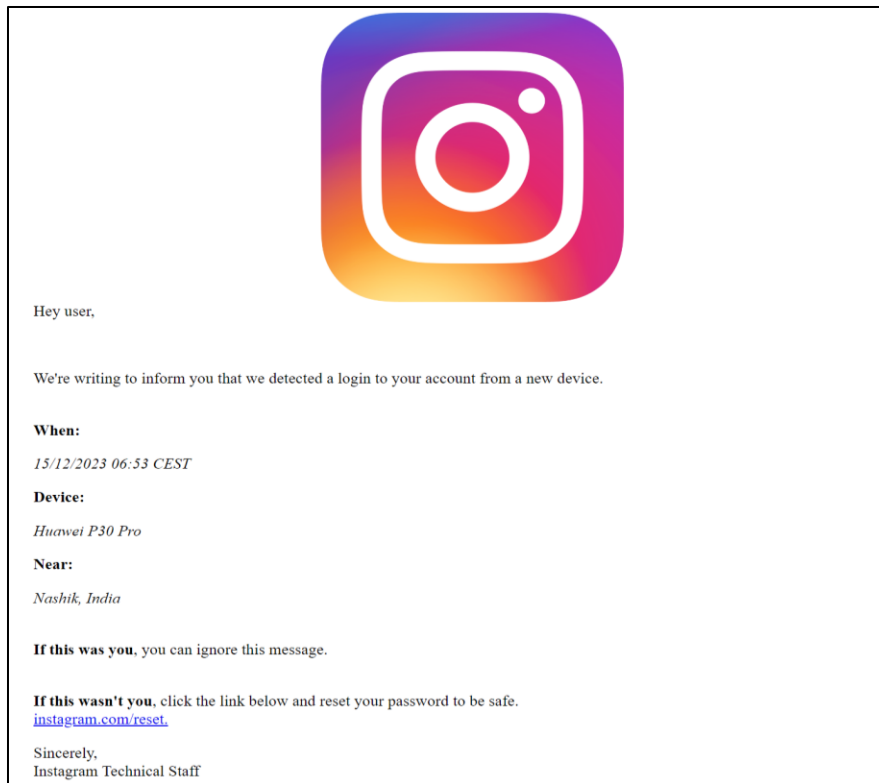 Hey user,
We're writing to inform you that we detected a login to your account from a new device.
When:
15/12/2023 06:53 CEST
Device:
Huawei P30 Pro
Near:
Nashik, India
If this was you, you can ignore this message.
If this wasn't you, click the link below and reset your password to be safe.
instagram.com/reset.
Sincerely,
Instagram Technical Staff